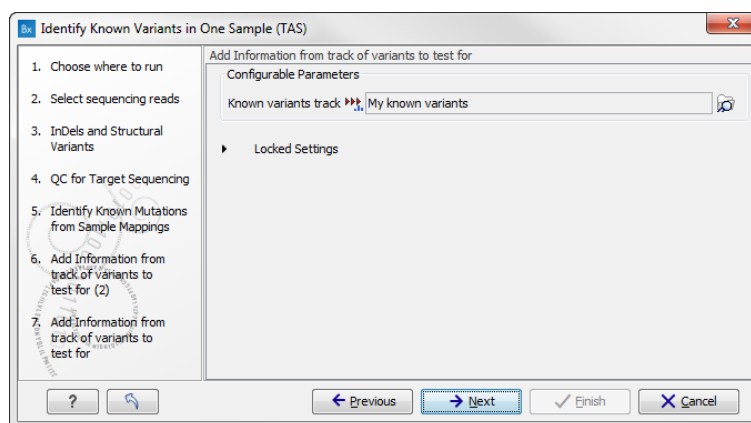 Bx Identify Known Variants in One Sample (TAS)
1. Choose where to run
2. Select sequencing reads
3. InDels and Structural
Variants
4. QC for Target Sequencing
5. Identify Known Mutations
from Sample Mappings
6. Add Information from
track of variants to
test for (2)
7. Add Information from
track of variants to
test for
Add Information from track of variants to test for
Configurable Parameters
Known variants track My known variants
Locked Settings
? Previous Next Finish Cancel